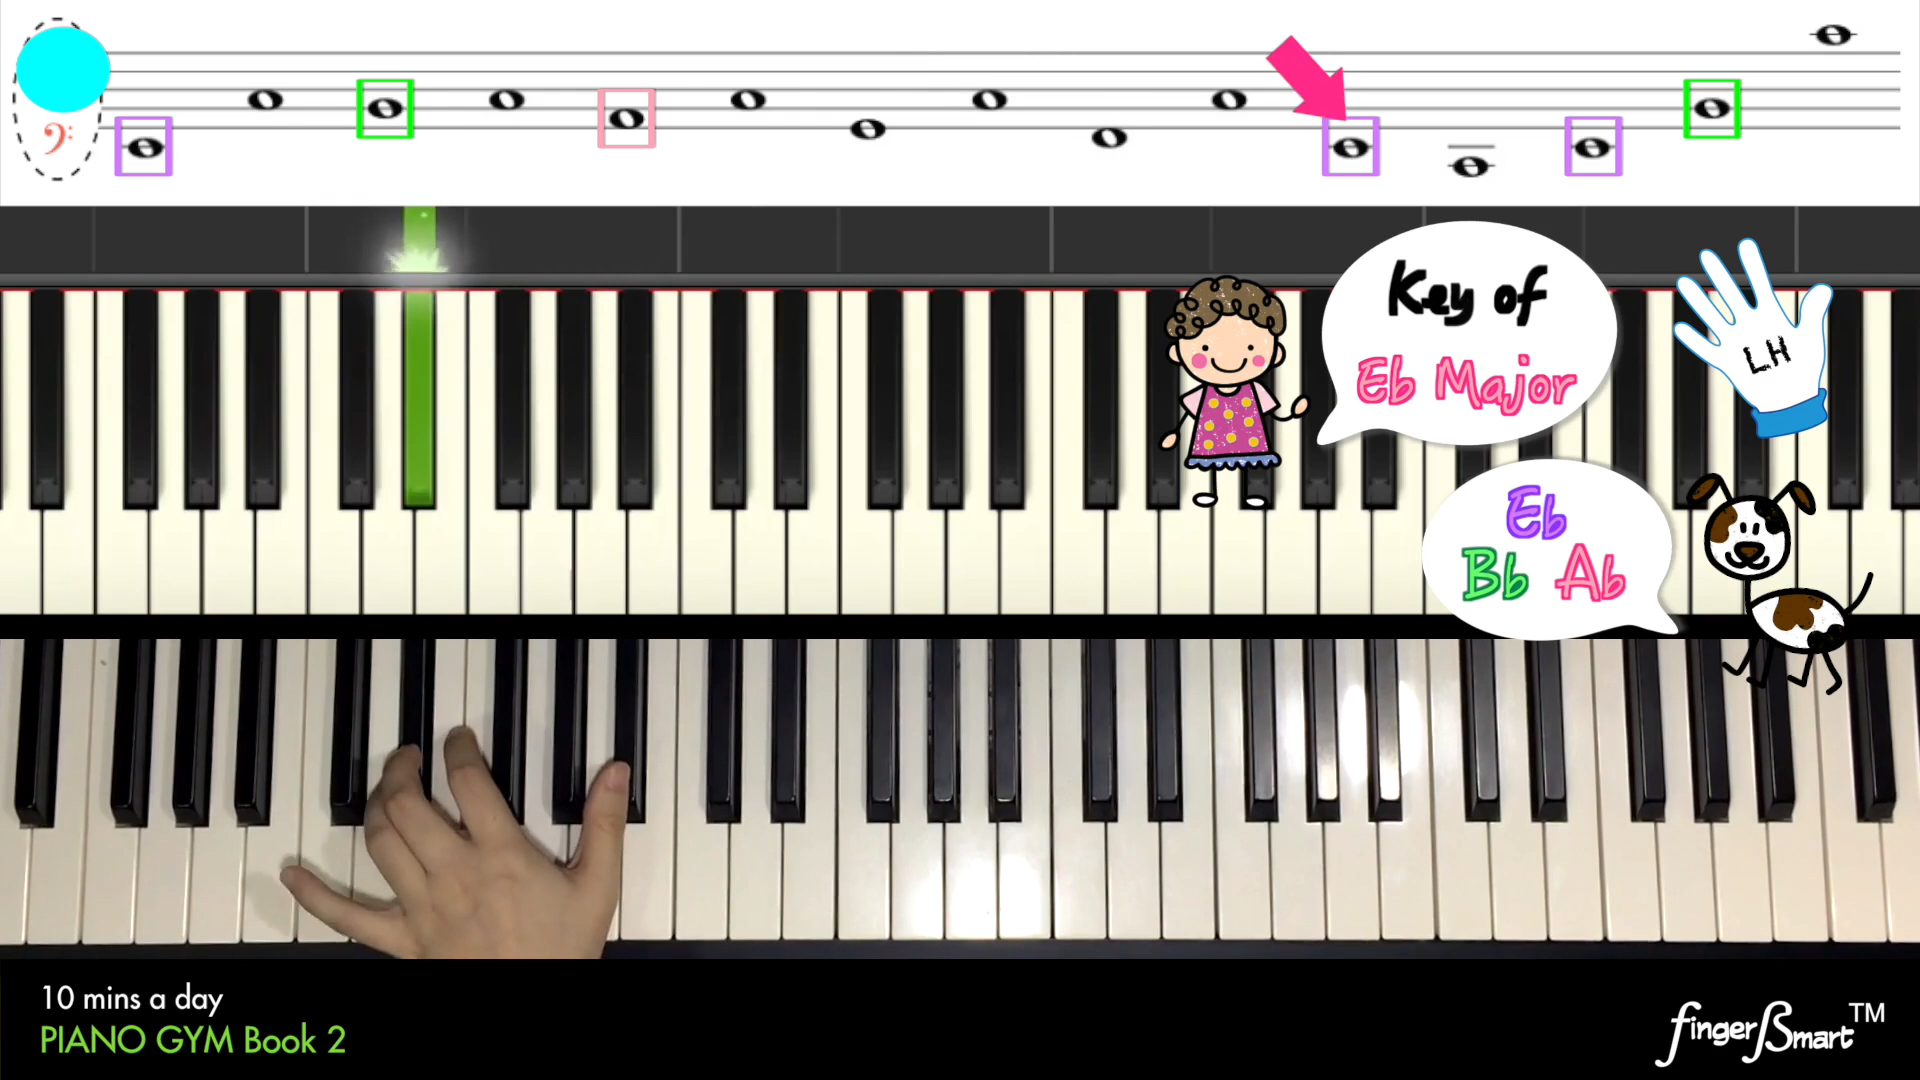 Key of
Eb Major
LH
Eb
Bb Ab
10 mins a day
PIANO GYM Book 2
fingerSmart™